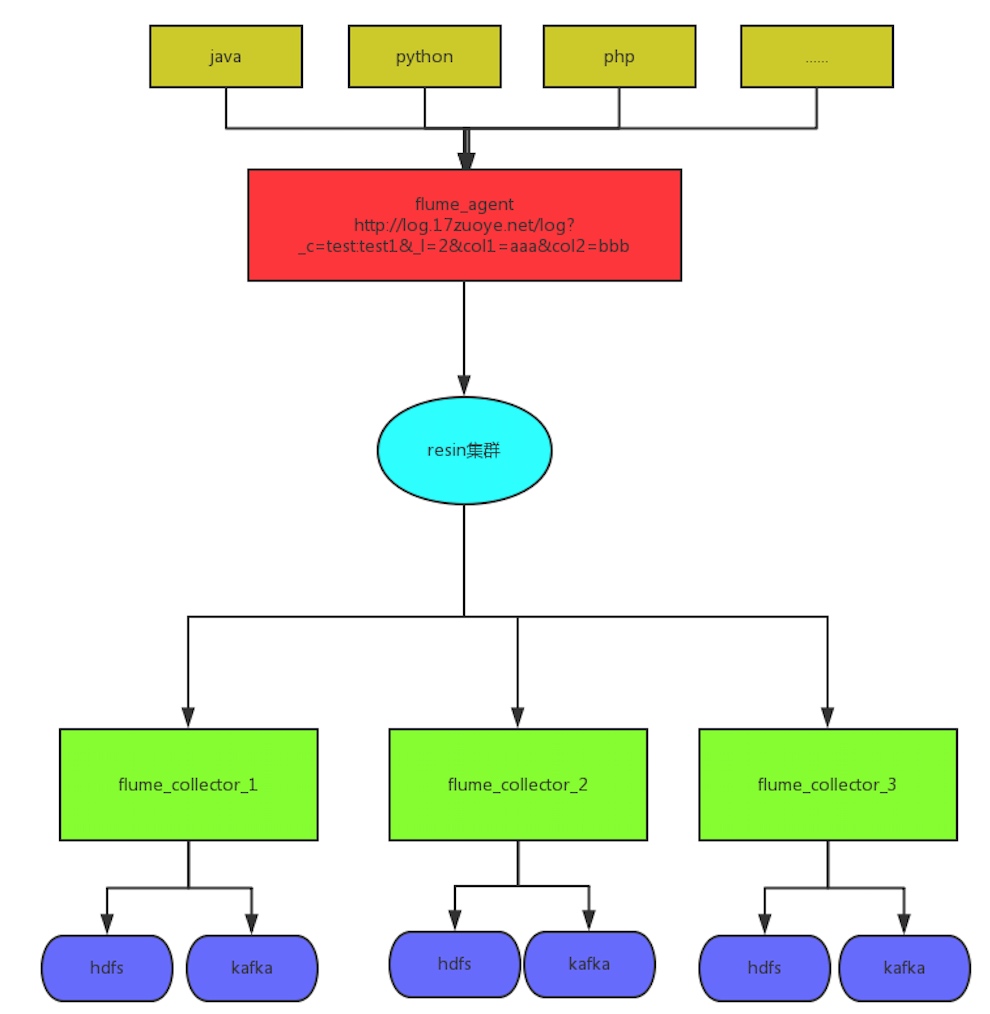 java
python
php
......
flume_agent
http://log.17zuoye.net/log?
_c=test:test1&_l=2&col1=aaa&col2=bbb
resin集群
flume_collector_1
flume_collector_2
flume_collector_3
hdfs
kafka
hdfs
kafka
hdfs
kafka